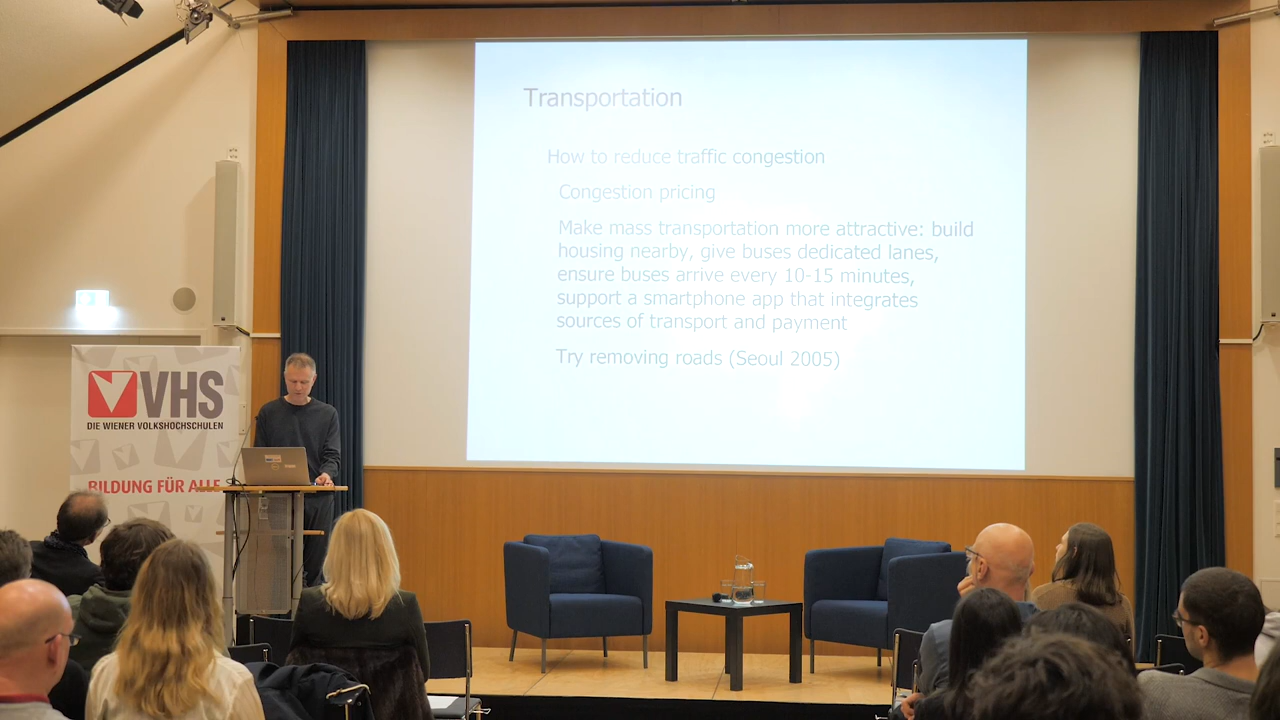 Transportation
How to reduce traffic congestion
Congestion pricing
Make mass transportation more attractive: build
housing nearby, give buses dedicated lanes,
ensure buses arrive every 10-15 minutes,
support a smartphone app that integrates
sources of transport and payment
Try removing roads (Seoul 2005)
VHS
DIE WIENER VOLKSHOCHSCHULEN
BILDUNG FÜR ALLE